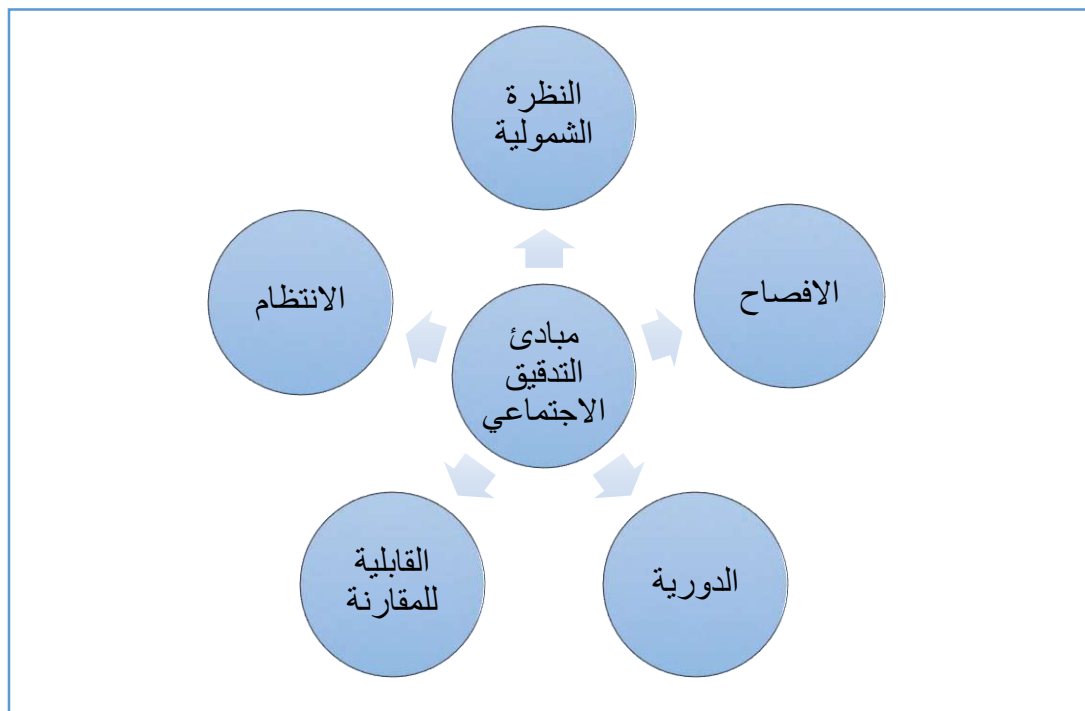 النظرة
الشمولية
الافصاح
الانتظام
مبادئ
التدقيق
الاجتماعي
القابلية
للمقارنة
الدورية